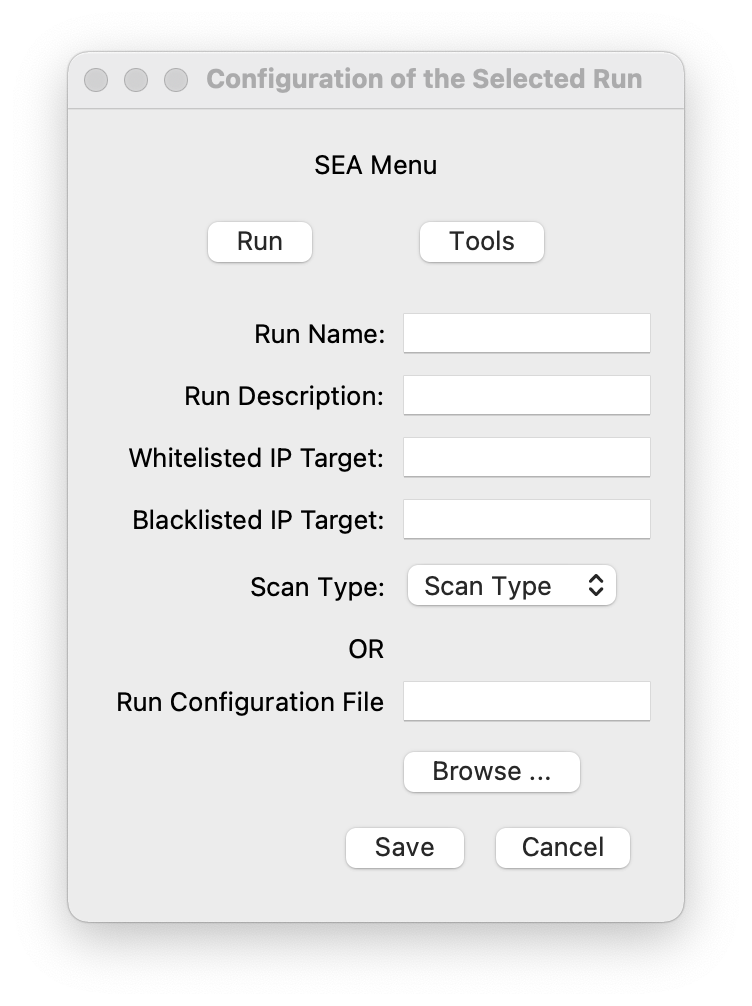 Configuration of the Selected Run
SEA Menu
Run Tools
Run Name:
Run Description:
Whitelisted IP Target:
Blacklisted IP Target:
Scan Type: Scan Type
OR
Run Configuration File
Browse ...
Save Cancel